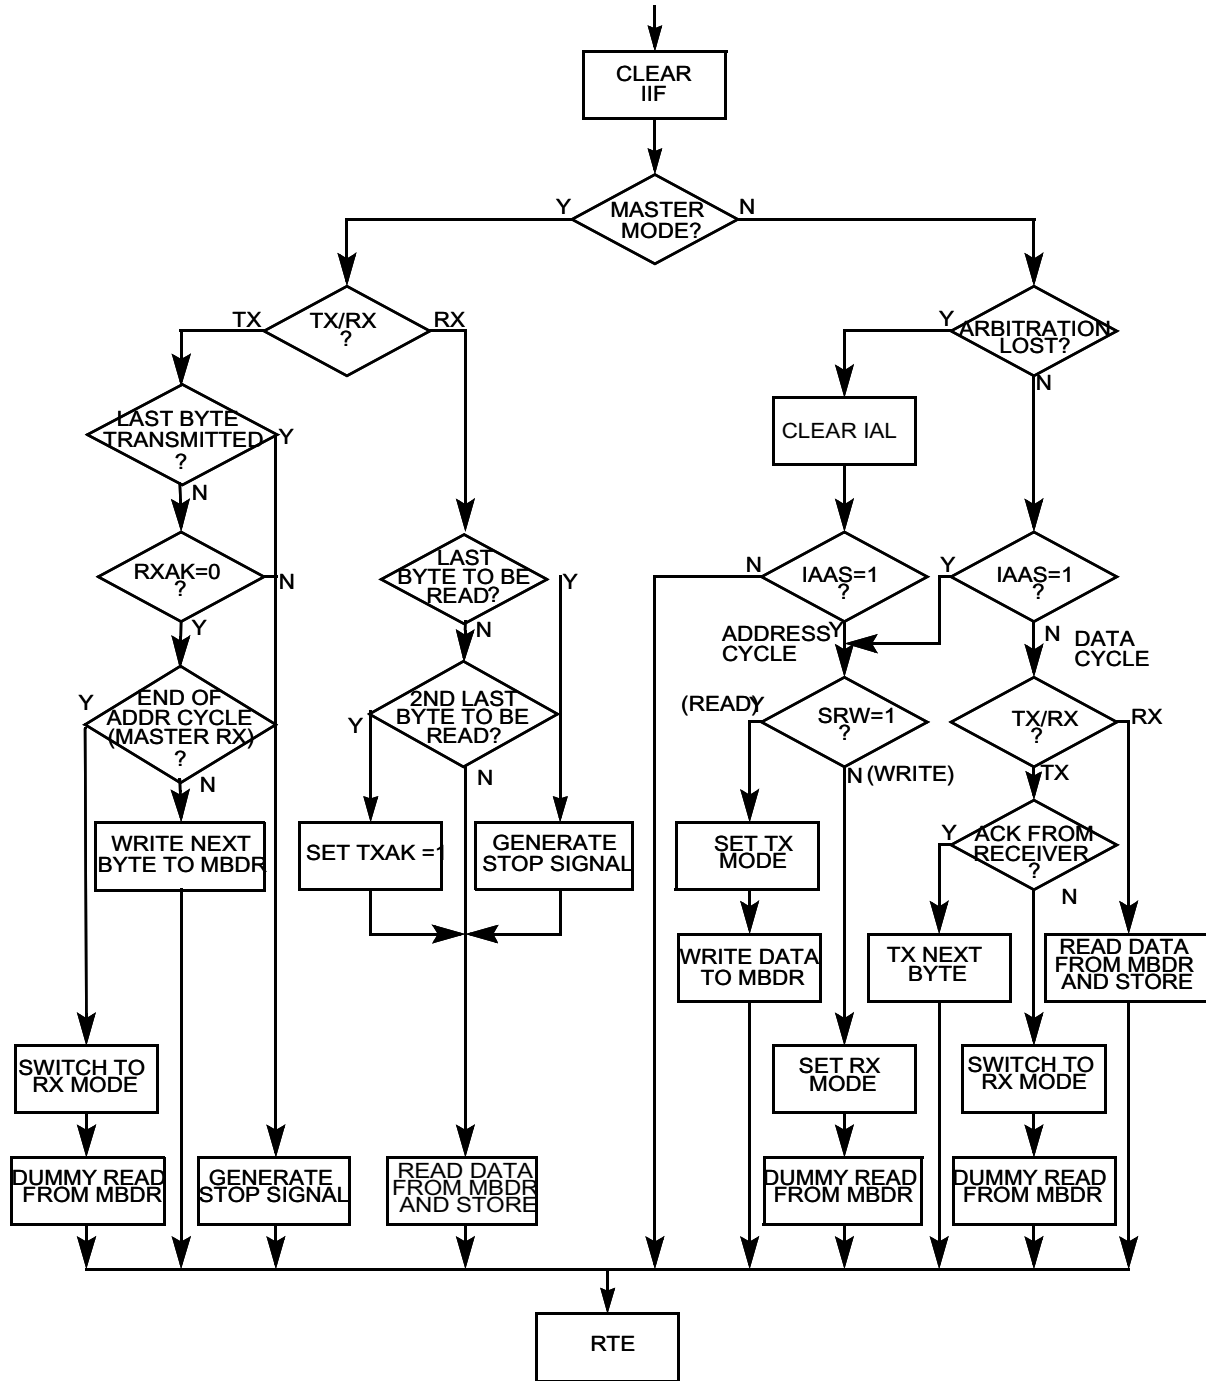 CLEAR
IIF
MASTER
MODE?
Y
N
TX/RX
?
TX
RX
ARBITRATION
LOST?
Y
N
LAST BYTE
TRANSMITTED
?
Y
N
CLEAR IAL
RXAK=0
?
N
Y
LAST
BYTE TO BE
READ?
Y
N
IAAS=1
?
N
Y
IAAS=1
?
Y
N
ADDRESS
CYCLE
DATA
CYCLE
END OF
ADDR CYCLE
(MASTER RX)
?
Y
N
2ND LAST
BYTE TO BE
READ?
Y
N
(READ)
Y
SRW=1
?
N
(WRITE)
TX/RX
?
RX
TX
WRITE NEXT
BYTE TO MBDR
SET TXAK =1
GENERATE
STOP SIGNAL
SET TX
MODE
ACK FROM
RECEIVER
?
Y
N
WRITE DATA
TO MBDR
TX NEXT
BYTE
READ DATA
FROM MBDR
AND STORE
SWITCH TO
RX MODE
SET RX
MODE
SWITCH TO
RX MODE
DUMMY READ
FROM MBDR
GENERATE
STOP SIGNAL
READ DATA
FROM MBDR
AND STORE
DUMMY READ
FROM MBDR
DUMMY READ
FROM MBDR
RTE